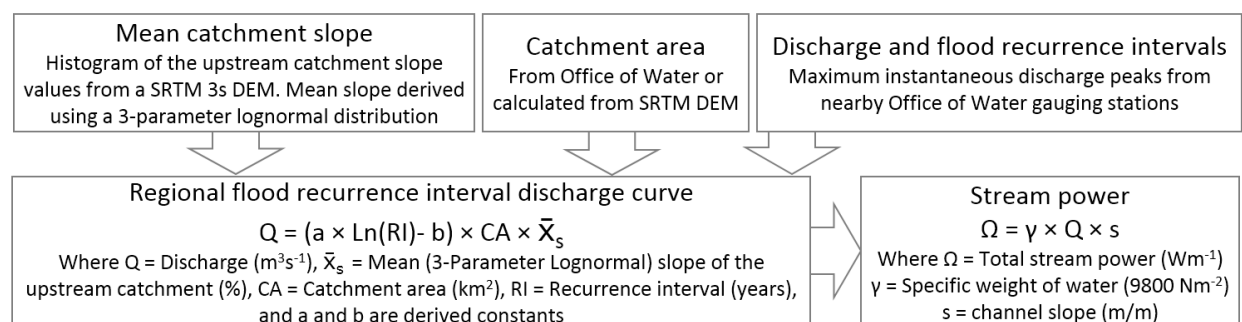 Mean catchment slope
Histogram of the upstream catchment slope
values from a SRTM 3s DEM. Mean slope derived
using a 3-parameter lognormal distribution
Catchment area
From Office of Water or
calculated from SRTM DEM
Discharge and flood recurrence intervals
Maximum instantaneous discharge peaks from
nearby Office of Water gauging stations
Regional flood recurrence interval discharge curve
Q = (a × Ln(RI)- b) × CA × x̄ₛ
Where Q = Discharge (m³s⁻¹), x̄ₛ = Mean (3-Parameter Lognormal) slope of the
upstream catchment (%), CA = Catchment area (km²), RI = Recurrence interval (years),
and a and b are derived constants
Stream power
Ω = γ × Q × s
Where Ω = Total stream power (Wm⁻¹)
γ = Specific weight of water (9800 Nm⁻²)
s = channel slope (m/m)